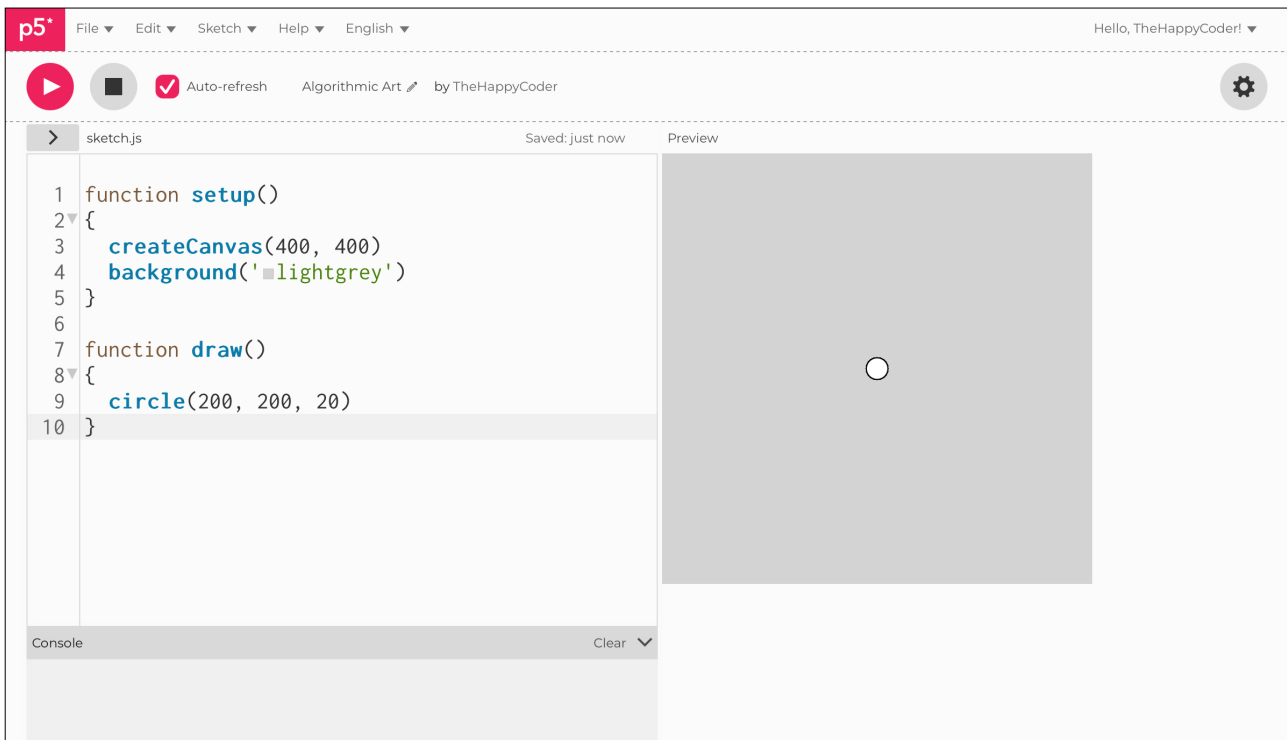 p5* File Edit Sketch Help English Hello, TheHappyCoder!
Auto-refresh Algorithmic Art by TheHappyCoder
sketch.js Saved: just now Preview
1 function setup()
2 {
3 createCanvas(400, 400)
4 background('lightgrey')
5 }
6
7 function draw()
8 {
9 circle(200, 200, 20)
10 }
Console Clear